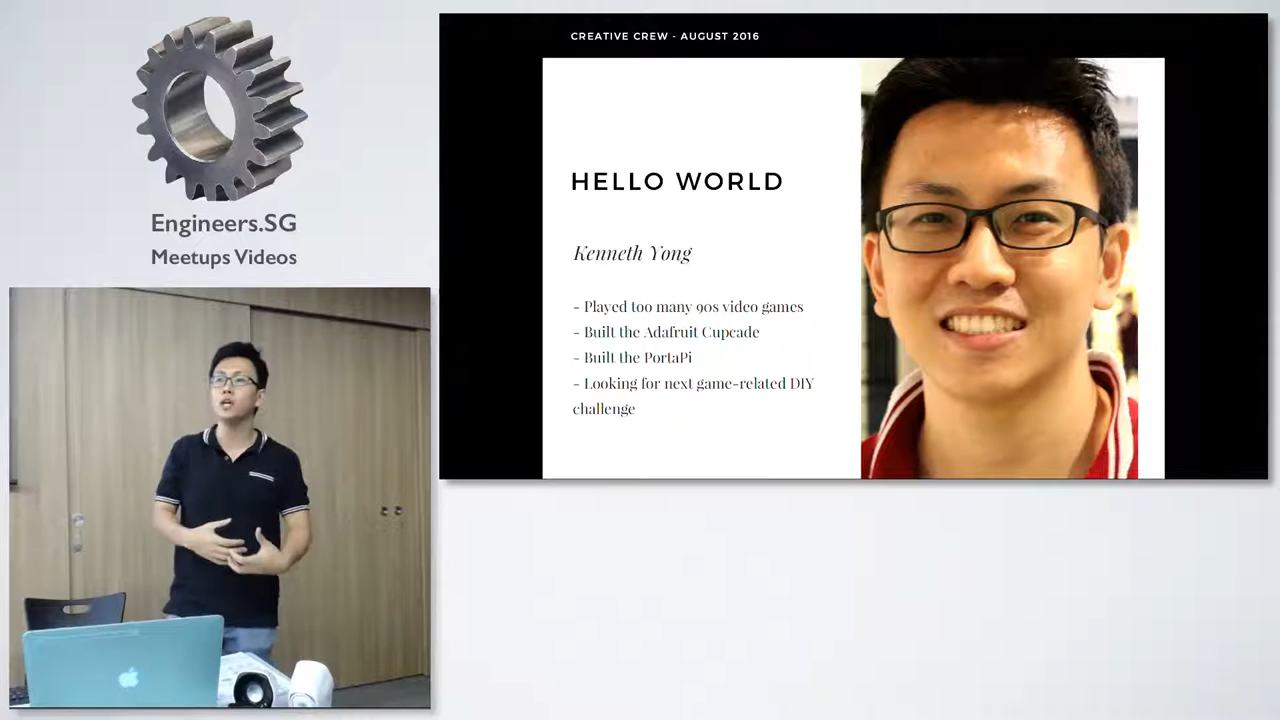 Engineers.SG
Meetups Videos
CREATIVE CREW - AUGUST 2016
HELLO WORLD
Kenneth Yong
- Played too many 90s video games
- Built the Adafruit Cupcade
- Built the PortaPi
- Looking for next game-related DIY
challenge